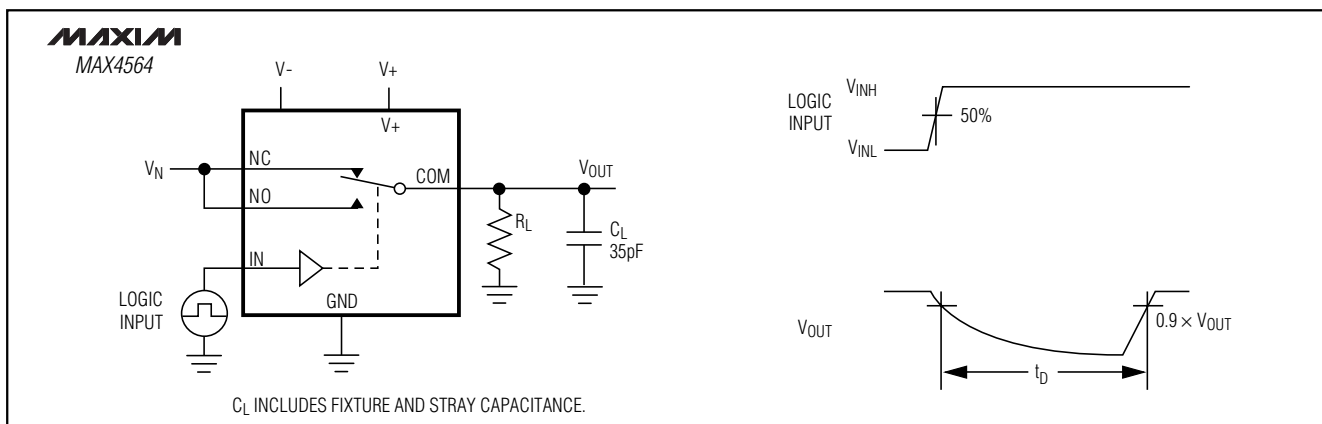 MAXIM
MAX4564
V-
V+
V+
VN
NC
NO
COM
VOUT
RL
CL
35pF
IN
LOGIC
INPUT
GND
CL INCLUDES FIXTURE AND STRAY CAPACITANCE.
LOGIC
INPUT
VINH
50%
VINL
VOUT
0.9 × VOUT
tD